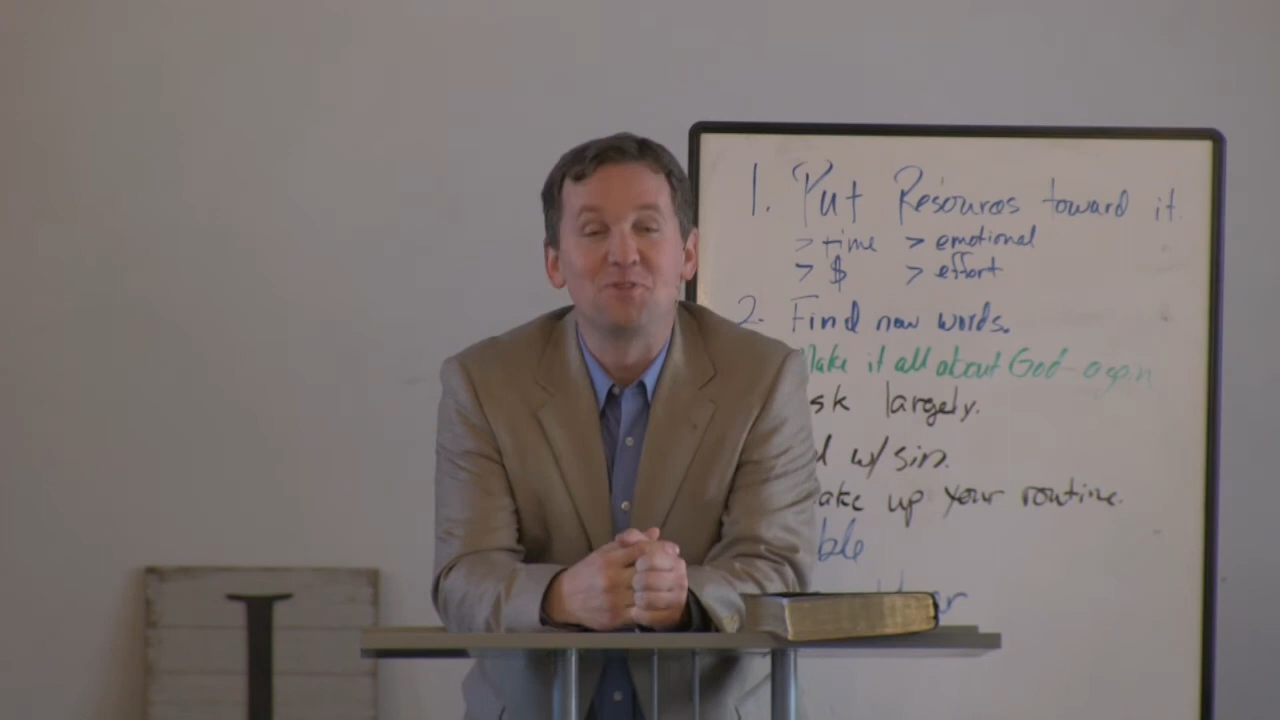 1. Put Resources toward it.
> time > emotional
> $ > effort
2. Find new words.
Make it all about God again
sk largely.
w/ sin.
ake up your routine.
ble
I